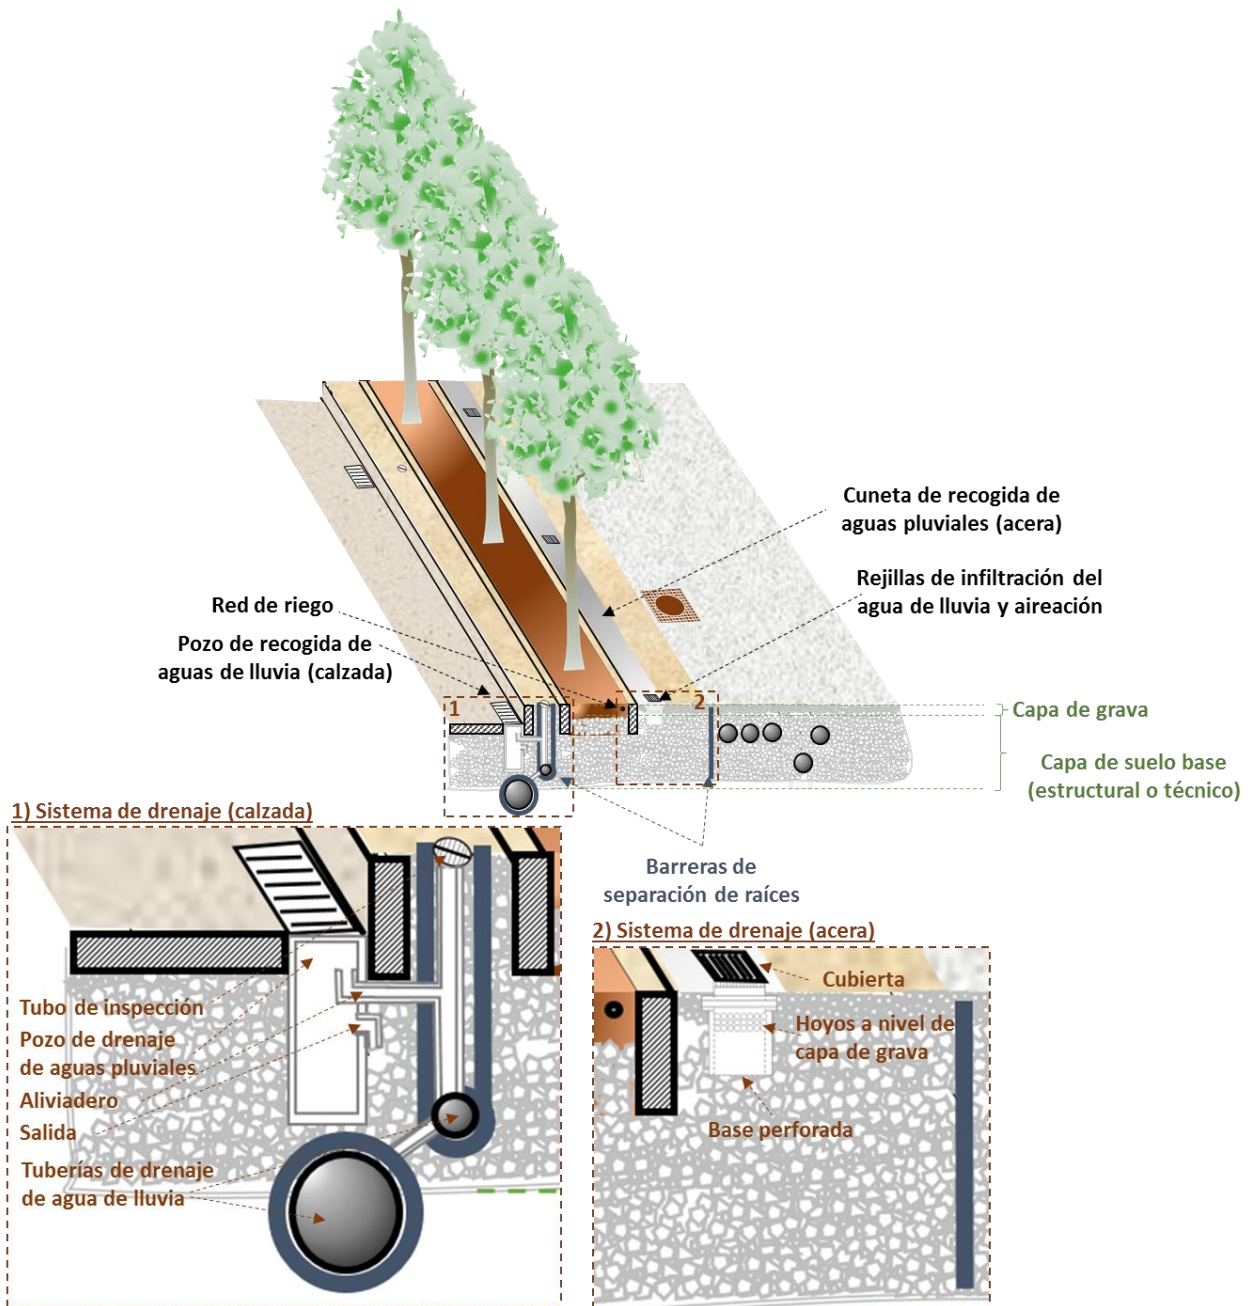 Cuneta de recogida de
aguas pluviales (acera)
Rejillas de infiltración del
agua de lluvia y aireación
Red de riego
Pozo de recogida de
aguas de lluvia (calzada)
1
2
Capa de grava
Capa de suelo base
(estructural o técnico)
Barreras de
separación de raíces
1) Sistema de drenaje (calzada)
Tubo de inspección
Pozo de drenaje
de aguas pluviales
Aliviadero
Salida
Tuberías de drenaje
de agua de lluvia
2) Sistema de drenaje (acera)
Cubierta
Hoyos a nivel de
capa de grava
Base perforada